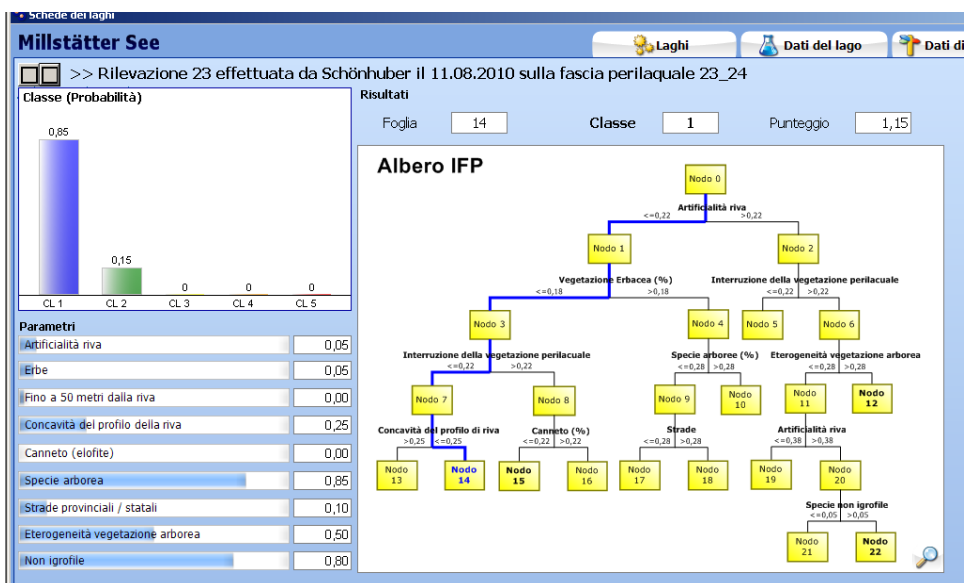 Schede dei laghi
Millstätter See
Laghi
Dati del lago
Dati di
>> Rilevazione 23 effettuata da Schönhuber il 11.08.2010 sulla fascia perilaquale 23_24
Classe (Probabilità)
0,85
0,15
0
0
0
CL 1
CL 2
CL 3
CL 4
CL 5
Parametri
Artificialità riva 0,05
Erbe 0,05
Fino a 50 metri dalla riva 0,00
Concavità del profilo della riva 0,25
Canneto (elofite) 0,00
Specie arborea 0,85
Strade provinciali / statali 0,10
Eterogeneità vegetazione arborea 0,50
Non igrofile 0,80
Risultati
Foglia 14 Classe 1 Punteggio 1,15
Albero IFP
Nodo 0
Artificialità riva
<=0,22 >0,22
Nodo 1
Nodo 2
Vegetazione Erbacea (%)
<=0,18 >0,18
Interruzione della vegetazione perilacuale
<=0,22 >0,22
Nodo 3
Nodo 4
Nodo 5
Nodo 6
Interruzione della vegetazione perilacuale
<=0,22 >0,22
Specie arboree (%)
<=0,28 >0,28
Eterogeneità vegetazione arborea
<=0,28 >0,28
Nodo 7
Nodo 8
Nodo 9
Nodo
10
Nodo
11
Nodo
12
Concavità del profilo di riva
>0,25 <=0,25
Canneto (%)
<=0,22 >0,22
Strade
<=0,28 >0,28
Artificialità riva
<=0,38 >0,38
Nodo
13
Nodo
14
Nodo
15
Nodo
16
Nodo
17
Nodo
18
Nodo
19
Nodo
20
Specie non igrofile
<=0,05 >0,05
Nodo
21
Nodo
22